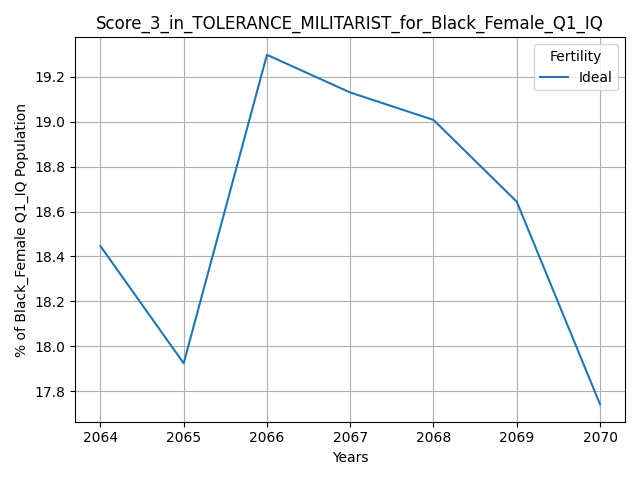 Score_3_in_TOLERANCE_MILITARIST_for_Black_Female_Q1_IQ
Fertility
Ideal
% of Black_Female Q1_IQ Population
19.2
19.0
18.8
18.6
18.4
18.2
18.0
17.8
2064 2065 2066 2067 2068 2069 2070
Years